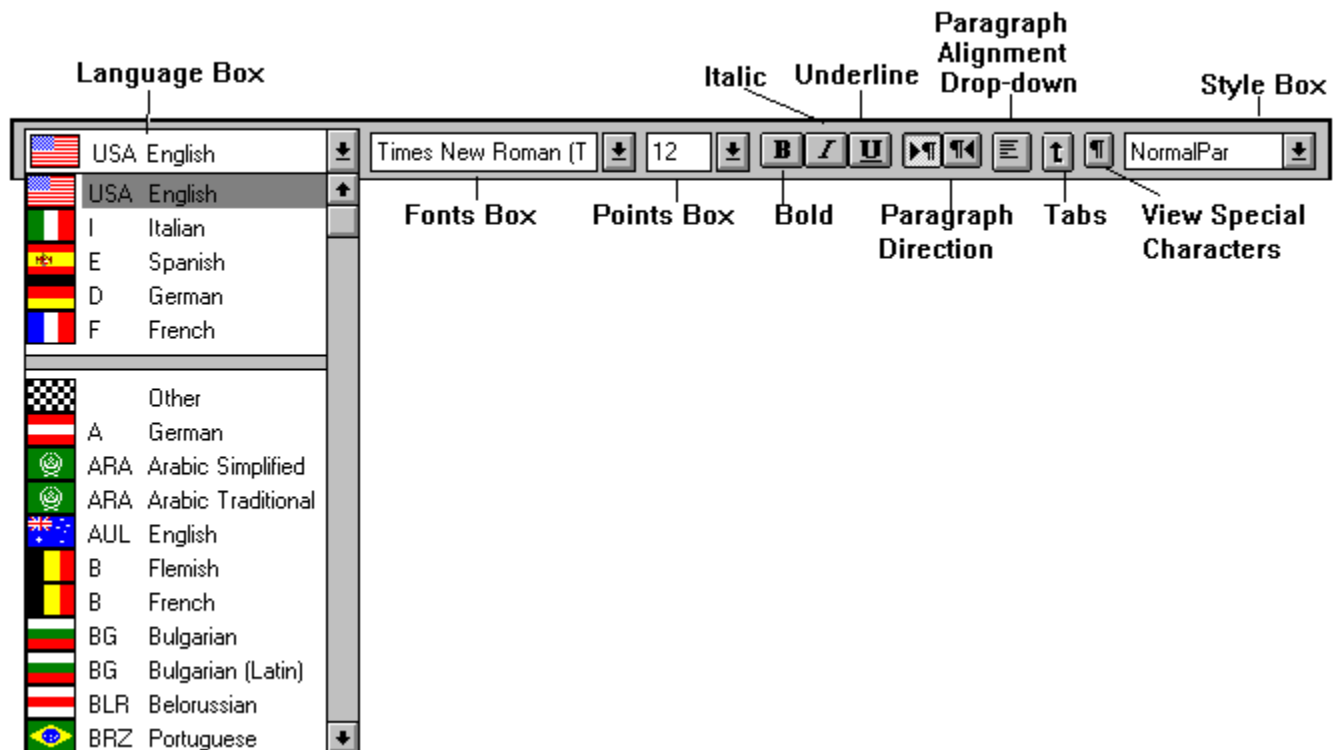 Paragraph
Alignment
Drop-down
Language Box
Italic
Underline
Style Box
USA English
Times New Roman (T
12
B
I
U
NormalPar
Fonts Box
Points Box
Bold
Paragraph
Direction
Tabs
View Special
Characters
USA English
I Italian
E Spanish
D German
F French
Other
A German
ARA Arabic Simplified
ARA Arabic Traditional
AUL English
B Flemish
B French
BG Bulgarian
BG Bulgarian (Latin)
BLR Belorussian
BRZ Portuguese